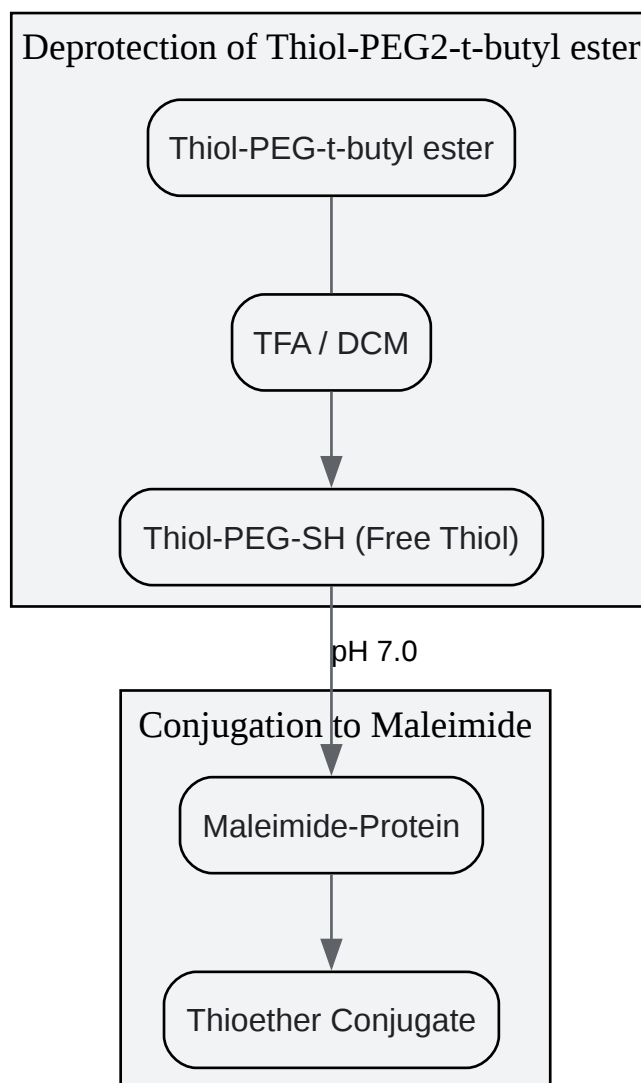 Deprotection of Thiol-PEG2-t-butyl ester
Thiol-PEG-t-butyl ester
TFA / DCM
Thiol-PEG-SH (Free Thiol)
pH 7.0
Conjugation to Maleimide
Maleimide-Protein
Thioether Conjugate